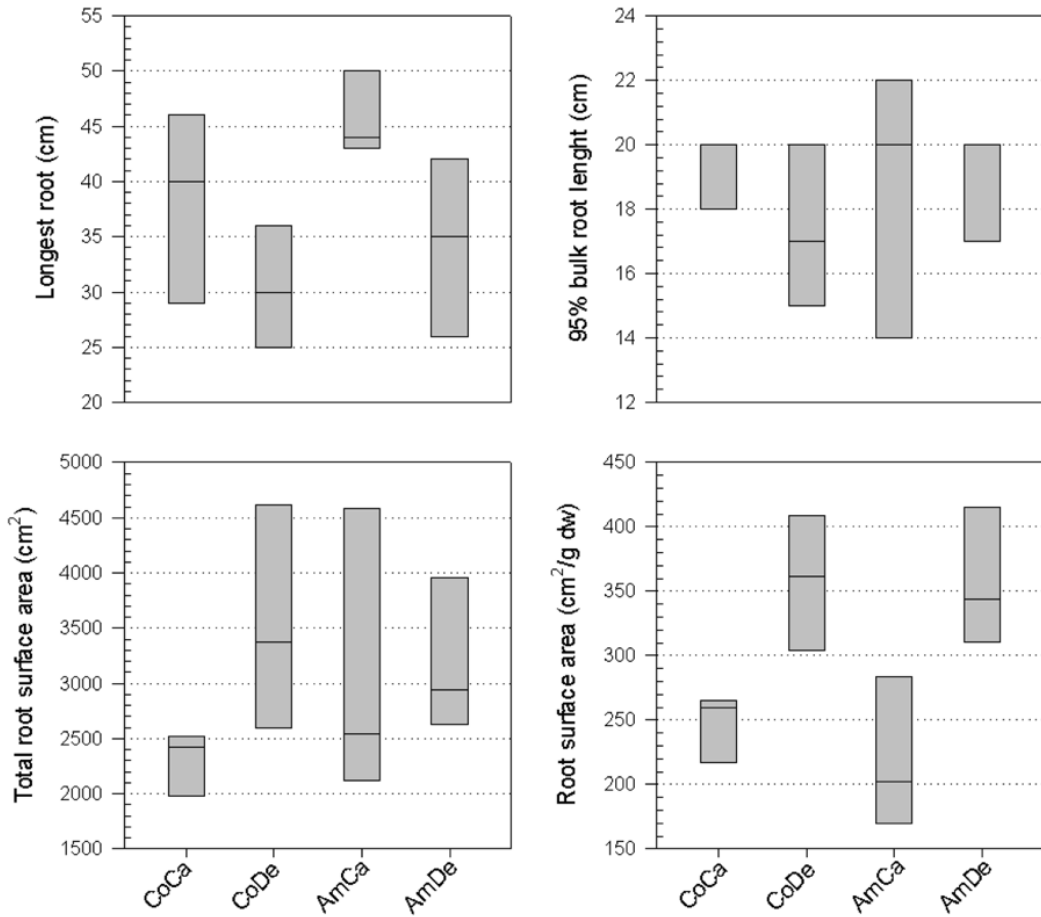 Longest root (cm)
55
50
45
40
35
30
25
20
95% bulk root lenght (cm)
24
22
20
18
16
14
12
Total root surface area (cm²)
5000
4500
4000
3500
3000
2500
2000
1500
CoCa
CoDe
AmCa
AmDe
Root surface area (cm²/g dw)
450
400
350
300
250
200
150
CoCa
CoDe
AmCa
AmDe